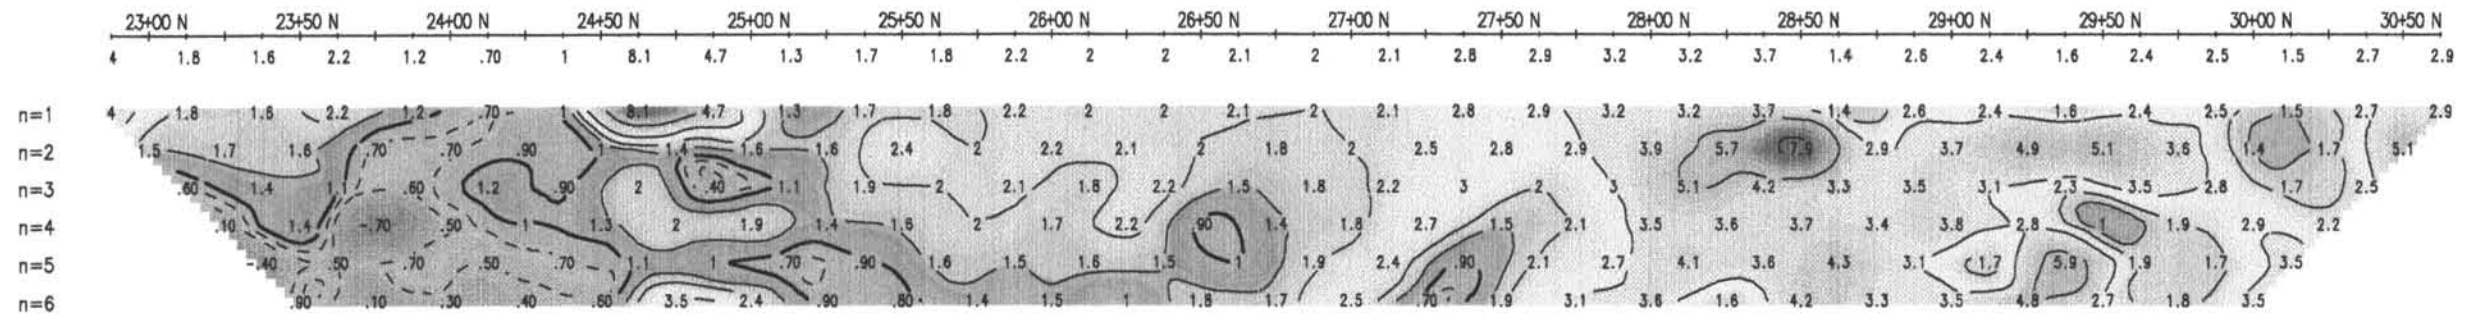 23+00 N 23+50 N 24+00 N 24+50 N 25+00 N 25+50 N 26+00 N 26+50 N 27+00 N 27+50 N 28+00 N 28+50 N 29+00 N 29+50 N 30+00 N 30+50 N
4 1.8 1.6 2.2 1.2 .70 1 8.1 4.7 1.3 1.7 1.8 2.2 2 2 2.1 2 2.1 2.8 2.9 3.2 3.2 3.7 1.4 2.6 2.4 1.6 2.4 2.5 1.5 2.7 2.9
n=1 4 1.8 1.6 2.2 1.2 .70 1 8.1 4.7 1.3 1.7 1.8 2.2 2 2 2.1 2 2.1 2.8 2.9 3.2 3.2 3.7 1.4 2.6 2.4 1.6 2.4 2.5 1.5 2.7 2.9
n=2 1.5 1.7 1.6 .70 .70 .90 1 1.4 1.6 1.6 2.4 2 2.2 2.1 2 1.8 2 2.5 2.8 2.9 3.9 5.7 7.9 2.9 3.7 4.9 5.1 3.6 1.4 1.7 5.1
n=3 .60 1.4 1.1 .60 1.2 .90 2 .40 1.1 1.9 2 2.1 1.8 2.2 1.5 1.8 2.2 3 2 3 5.1 4.2 3.3 3.5 3.1 2.3 3.5 2.8 1.7 2.5
n=4 .10 1.4 .70 .50 1 1.3 2 1.9 1.4 1.6 2 1.7 2.2 .90 1.4 1.8 2.7 1.5 2.1 3.5 3.6 3.7 3.4 3.8 2.8 1 1.9 2.9 2.2
n=5 -.40 .50 .70 .50 .70 1.1 1 .70 .90 1.6 1.5 1.6 1.5 1 1.9 2.4 .90 2.1 2.7 4.1 3.6 4.3 3.1 1.7 5.9 1.9 1.7 3.5
n=6 .90 .10 .30 .40 .60 3.5 2.4 .90 .80 1.4 1.5 1 1.8 1.7 2.5 .70 1.9 3.1 3.6 1.6 4.2 3.3 3.5 4.8 2.7 1.8 3.5